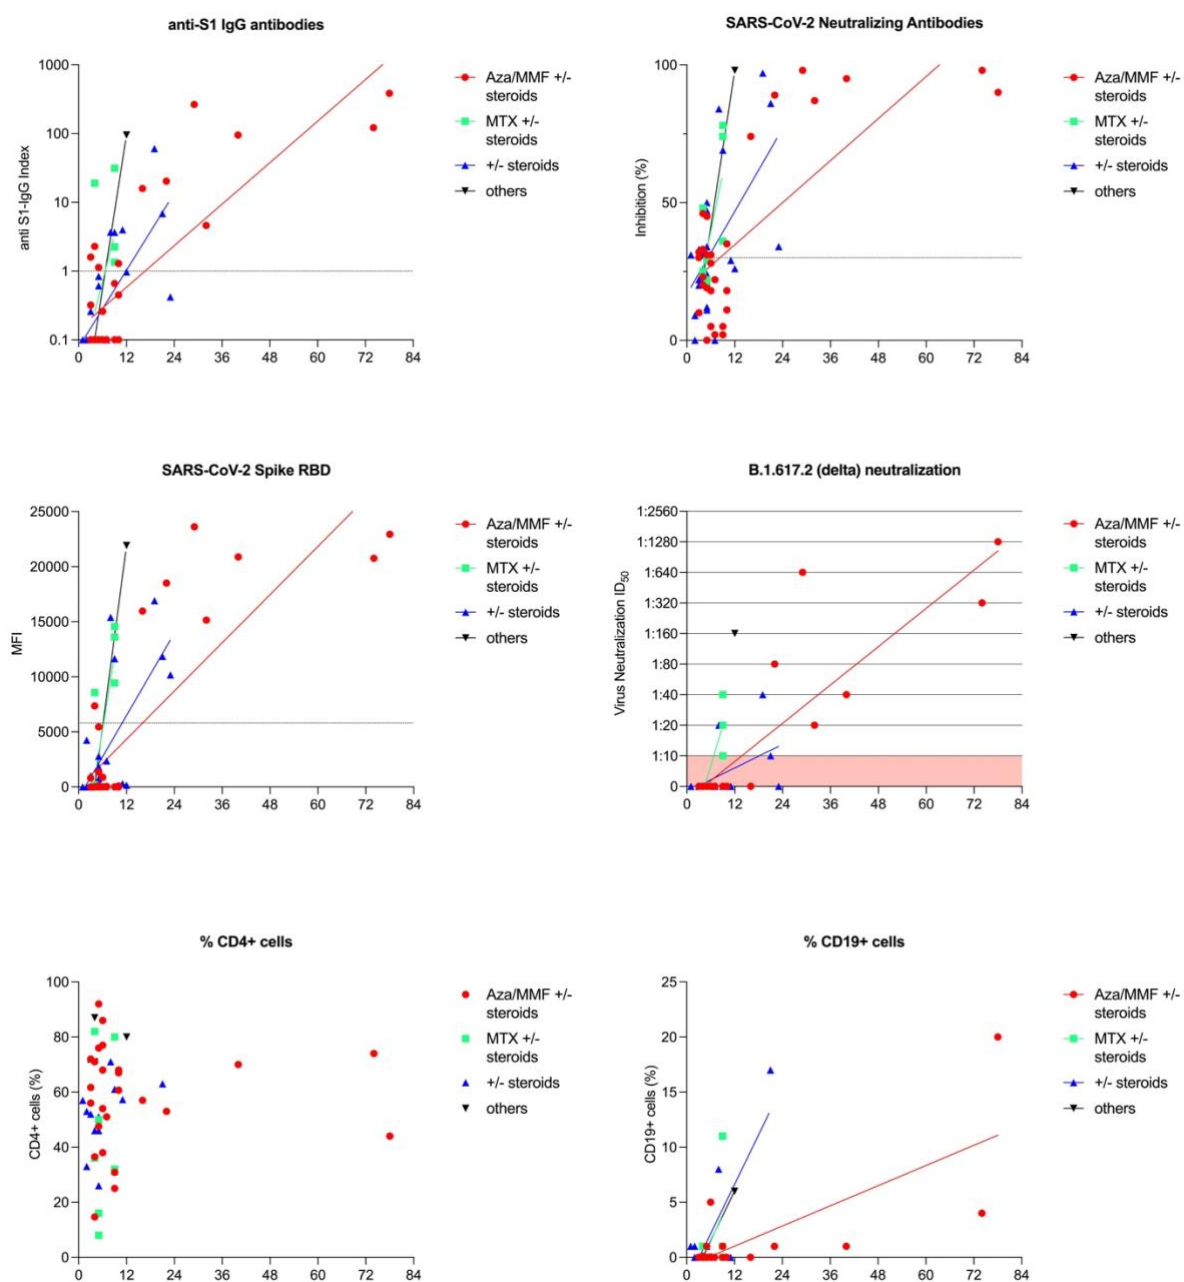 anti-S1 IgG antibodies
anti S1-IgG Index
1000
100
10
1
0.1
0 12 24 36 48 60 72 84
Aza/MMF +/-
steroids
MTX +/-
steroids
+/- steroids
others
SARS-CoV-2 Neutralizing Antibodies
Inhibition (%)
100
50
0
0 12 24 36 48 60 72 84
Aza/MMF +/-
steroids
MTX +/-
steroids
+/- steroids
others
SARS-CoV-2 Spike RBD
MFI
25000
20000
15000
10000
5000
0
0 12 24 36 48 60 72 84
Aza/MMF +/-
steroids
MTX +/-
steroids
+/- steroids
others
B.1.617.2 (delta) neutralization
Virus Neutralization ID50
1:2560
1:1280
1:640
1:320
1:160
1:80
1:40
1:20
1:10
0
0 12 24 36 48 60 72 84
Aza/MMF +/-
steroids
MTX +/-
steroids
+/- steroids
others
% CD4+ cells
CD4+ cells (%)
100
80
60
40
20
0
0 12 24 36 48 60 72 84
Aza/MMF +/-
steroids
MTX +/-
steroids
+/- steroids
others
% CD19+ cells
CD19+ cells (%)
25
20
15
10
5
0
0 12 24 36 48 60 72 84
Aza/MMF +/-
steroids
MTX +/-
steroids
+/- steroids
others